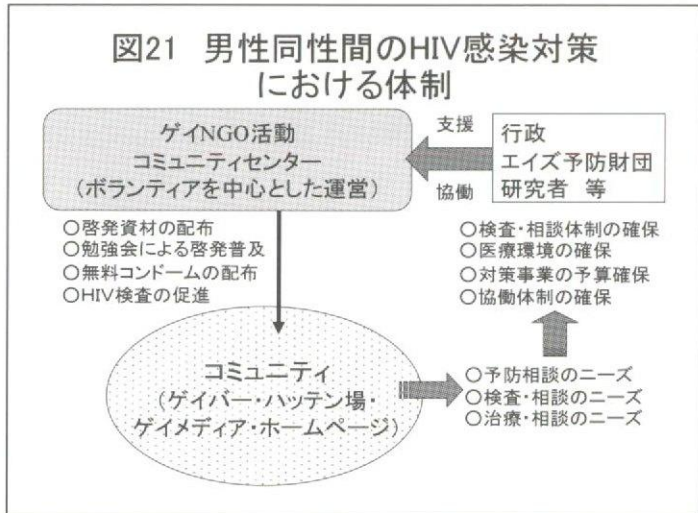 図21 男性同性間のHIV感染対策
における体制
ゲイNGO活動
コミュニティセンター
(ボランティアを中心とした運営)
支援
協働
行政
エイズ予防財団
研究者 等
○啓発資材の配布
○勉強会による啓発普及
○無料コンドームの配布
○HIV検査の促進
○検査・相談体制の確保
○医療環境の確保
○対策事業の予算確保
○協働体制の確保
コミュニティ
(ゲイバー・ハッテン場・
ゲイメディア・ホームページ)
○予防相談のニーズ
○検査・相談のニーズ
○治療・相談のニーズ